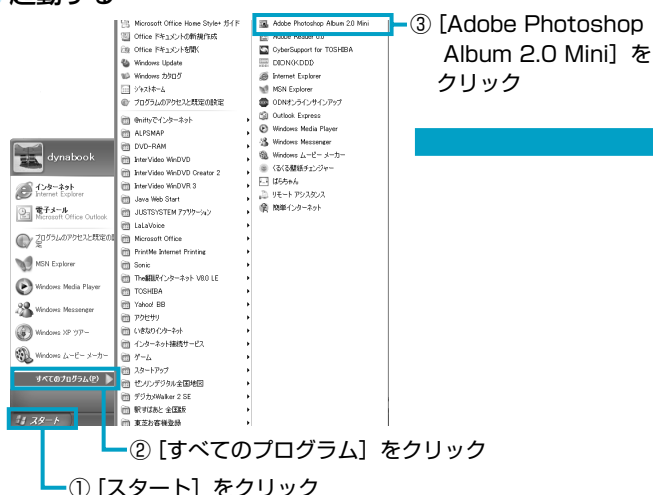 起動する
Microsoft Office Home Style+ ガイド
Office ドキュメントの新規作成
Office ドキュメントを開く
Windows Update
Windows カタログ
ジャストホーム
プログラムのアクセスと既定の設定
@niftyでインターネット
ALPSMAP
DVD-RAM
InterVideo WinDVD
InterVideo WinDVD Creator 2
InterVideo WinDVR 3
Java Web Start
JUSTSYSTEM アプリケーション
LaLaVoice
Microsoft Office
PrintMe Internet Printing
Sonic
The翻訳インターネット V8.0 LE
TOSHIBA
Yahoo! BB
アクセサリ
いきなりインターネット
インターネット接続サービス
ゲーム
スタートアップ
ゼンリンデジタル全国地図
デジカメWalker 2 SE
駅すぱあと 全国版
東芝お客様登録
Adobe Photoshop Album 2.0 Mini
Adobe Reader 6.0
CyberSupport for TOSHIBA
DION(KDDI)
Internet Explorer
MSN Explorer
ODNオンラインサインアップ
Outlook Express
Windows Media Player
Windows Messenger
Windows ムービー メーカー
くるくる壁紙チェンジャー
ぱらちゃん
リモート アシスタンス
簡単インターネット
dynabook
インターネット
Internet Explorer
電子メール
Microsoft Office Outlook
プログラムのアクセスと既定の
定
MSN Explorer
Windows Media Player
Windows Messenger
Windows XP ツアー
Windows ムービー メーカー
すべてのプログラム(P)
スタート
③ [Adobe Photoshop
Album 2.0 Mini] を
クリック
② [すべてのプログラム] をクリック
① [スタート] をクリック